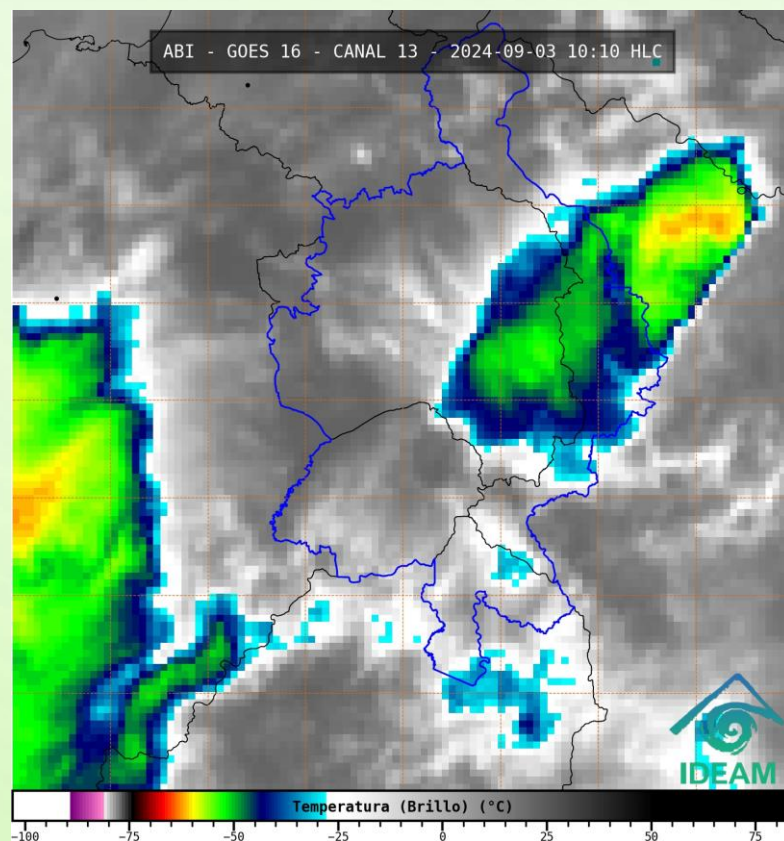 ABI - GOES 16 - CANAL 13 - 2024-09-03 10:10 HLC
IDEAM
Temperatura (Brillo) (°C)
−100 −75 −50 −25 0 25 50 75